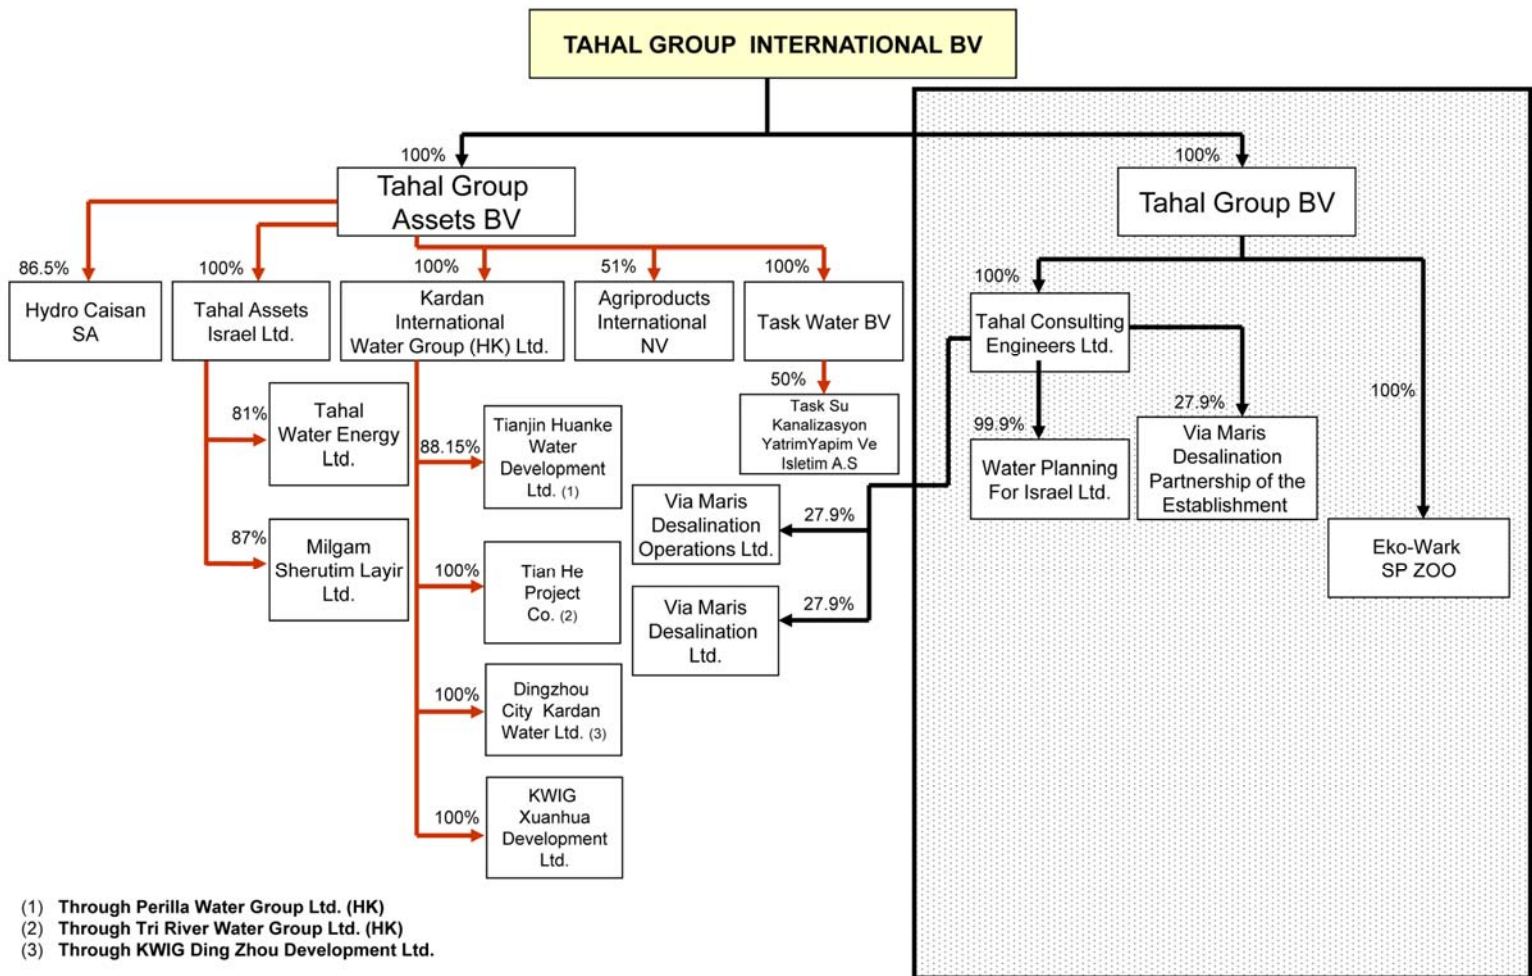 TAHAL GROUP INTERNATIONAL BV
100%
100%
Tahal Group
Assets BV
Tahal Group BV
86.5%
100%
100%
51%
100%
100%
Hydro Caisan
SA
Tahal Assets
Israel Ltd.
Kardan
International
Water Group (HK) Ltd.
Agriproducts
International
NV
Task Water BV
Tahal Consulting
Engineers Ltd.
81%
Tahal
Water Energy
Ltd.
87%
Milgam
Sherutim Layir
Ltd.
88.15%
Tianjin Huanke
Water
Development
Ltd. (1)
100%
Tian He
Project
Co. (2)
100%
Dingzhou
City Kardan
Water Ltd. (3)
100%
KWIG
Xuanhua
Development
Ltd.
50%
Task Su
Kanalizasyon
YatrimYapim Ve
Isletim A.S
27.9%
Via Maris
Desalination
Operations Ltd.
27.9%
Via Maris
Desalination
Ltd.
99.9%
Water Planning
For Israel Ltd.
27.9%
Via Maris
Desalination
Partnership of the
Establishment
100%
Eko-Wark
SP ZOO
(1) Through Perilla Water Group Ltd. (HK)
(2) Through Tri River Water Group Ltd. (HK)
(3) Through KWIG Ding Zhou Development Ltd.